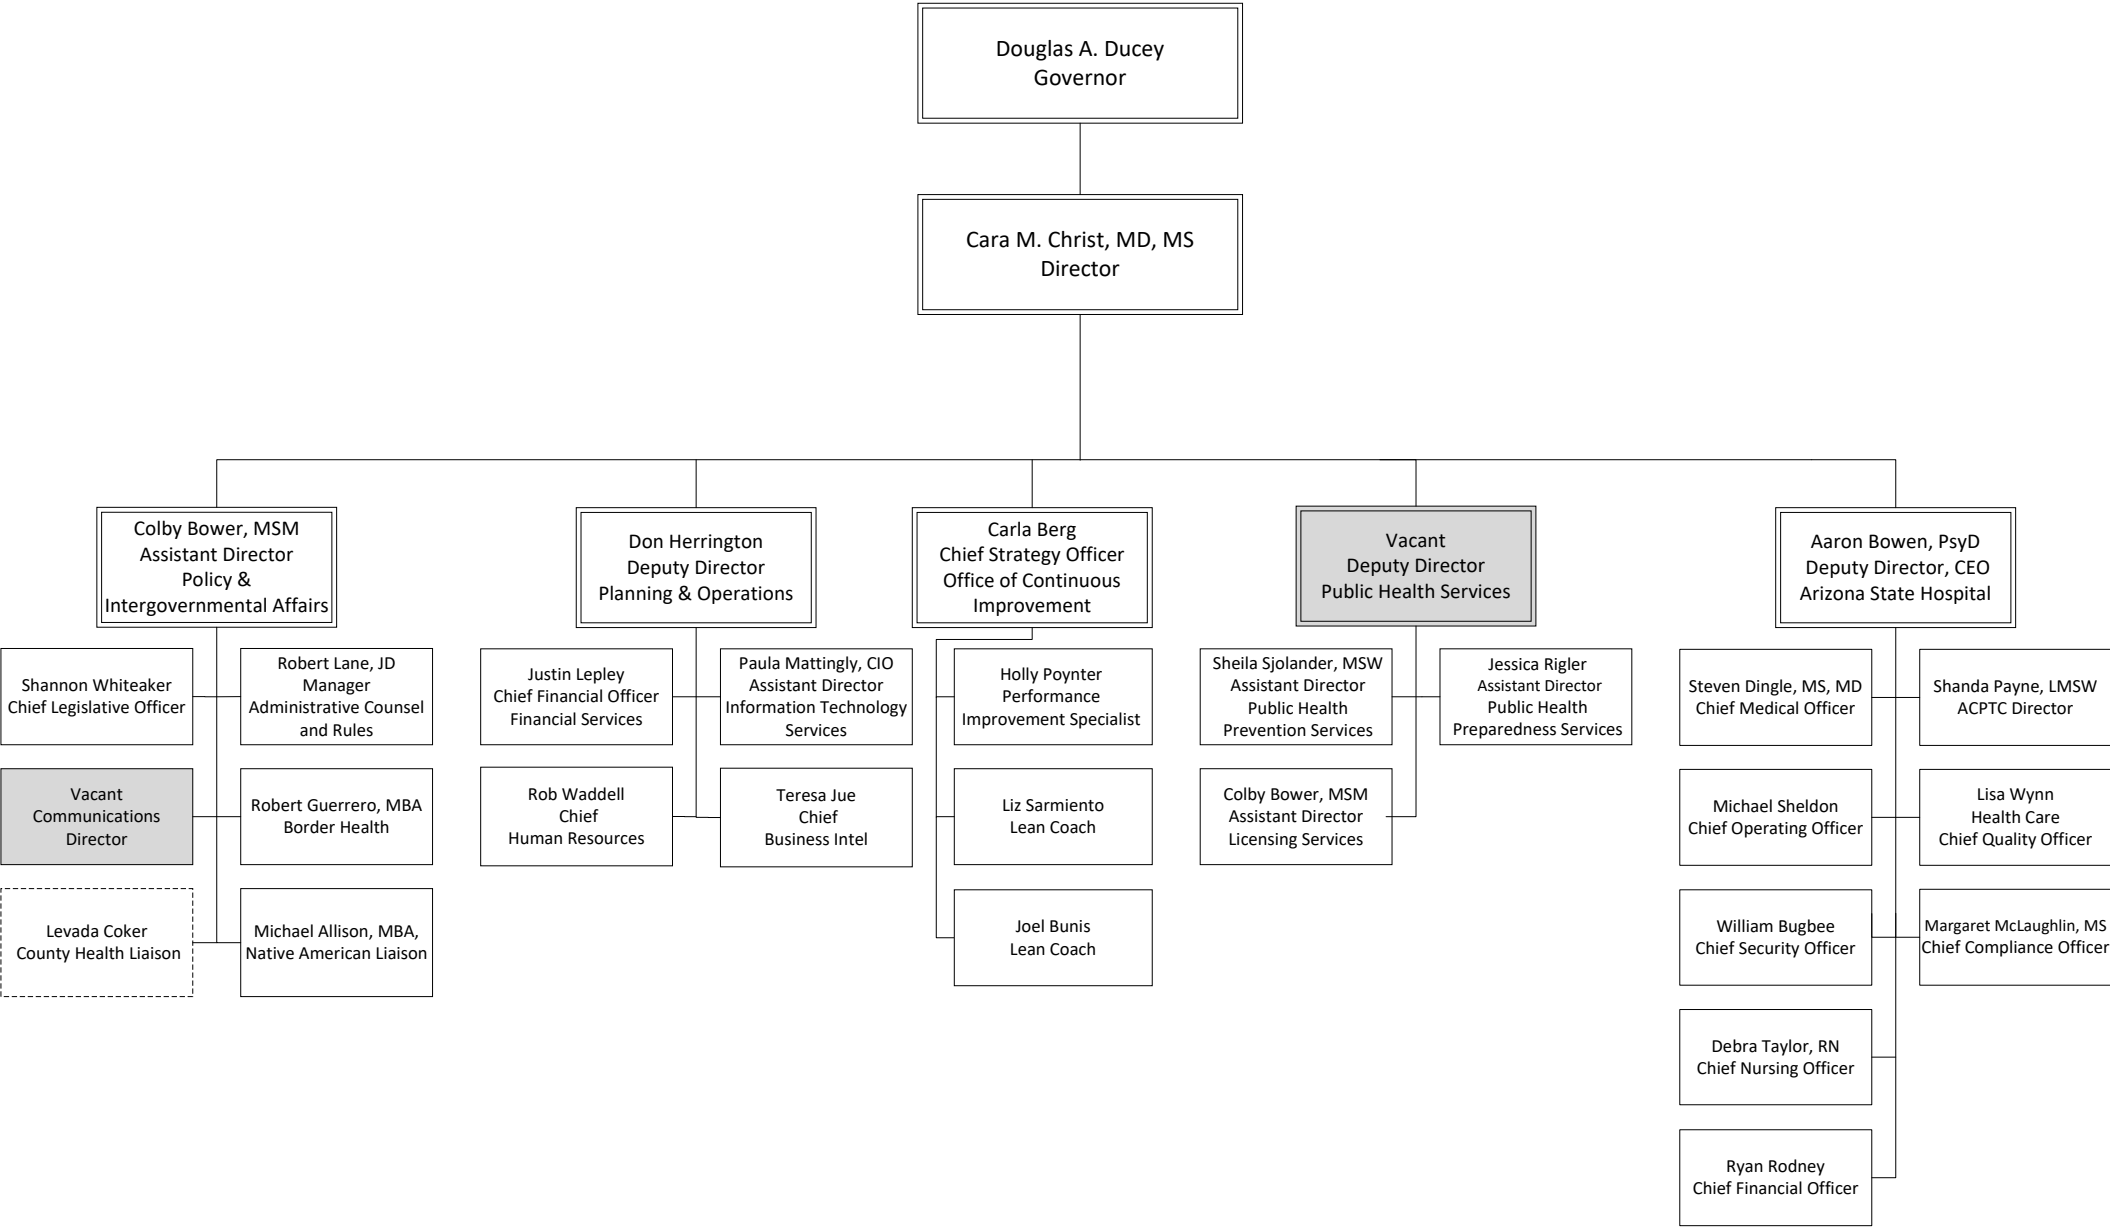 Douglas A. Ducey
Governor
Cara M. Christ, MD, MS
Director
Colby Bower, MSM
Assistant Director
Policy &
Intergovernmental Affairs
Shannon Whiteaker
Chief Legislative Officer
Robert Lane, JD
Manager
Administrative Counsel
and Rules
Vacant
Communications
Director
Robert Guerrero, MBA
Border Health
Levada Coker
County Health Liaison
Michael Allison, MBA,
Native American Liaison
Don Herrington
Deputy Director
Planning & Operations
Justin Lepley
Chief Financial Officer
Financial Services
Paula Mattingly, CIO
Assistant Director
Information Technology
Services
Rob Waddell
Chief
Human Resources
Teresa Jue
Chief
Business Intel
Carla Berg
Chief Strategy Officer
Office of Continuous
Improvement
Holly Poynter
Performance
Improvement Specialist
Liz Sarmiento
Lean Coach
Joel Bunis
Lean Coach
Vacant
Deputy Director
Public Health Services
Sheila Sjolander, MSW
Assistant Director
Public Health
Prevention Services
Jessica Rigler
Assistant Director
Public Health
Preparedness Services
Colby Bower, MSM
Assistant Director
Licensing Services
Aaron Bowen, PsyD
Deputy Director, CEO
Arizona State Hospital
Steven Dingle, MS, MD
Chief Medical Officer
Shanda Payne, LMSW
ACPTC Director
Michael Sheldon
Chief Operating Officer
Lisa Wynn
Health Care
Chief Quality Officer
William Bugbee
Chief Security Officer
Margaret McLaughlin, MS
Chief Compliance Officer
Debra Taylor, RN
Chief Nursing Officer
Ryan Rodney
Chief Financial Officer